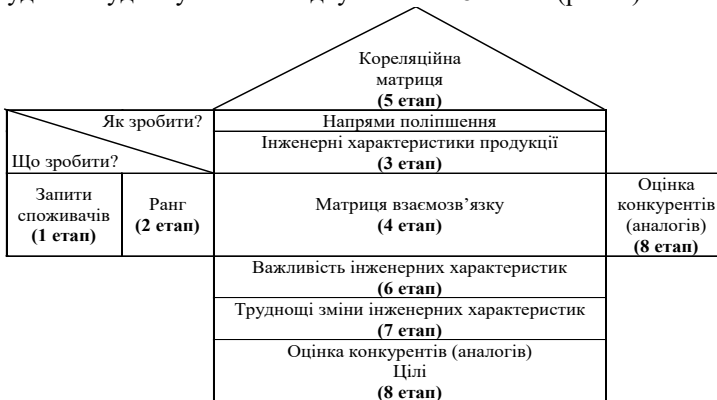 Кореляційна
матриця
(5 етап)
Як зробити?
Напрями поліпшення
Що зробити?
Інженерні характеристики продукції
(3 етап)
Запити
споживачів
(1 етап)
Ранг
(2 етап)
Матриця взаємозв'язку
(4 етап)
Оцінка
конкурентів
(аналогів)
(8 етап)
Важливість інженерних характеристик
(6 етап)
Труднощі зміни інженерних характеристик
(7 етап)
Оцінка конкурентів (аналогів)
Цілі
(8 етап)